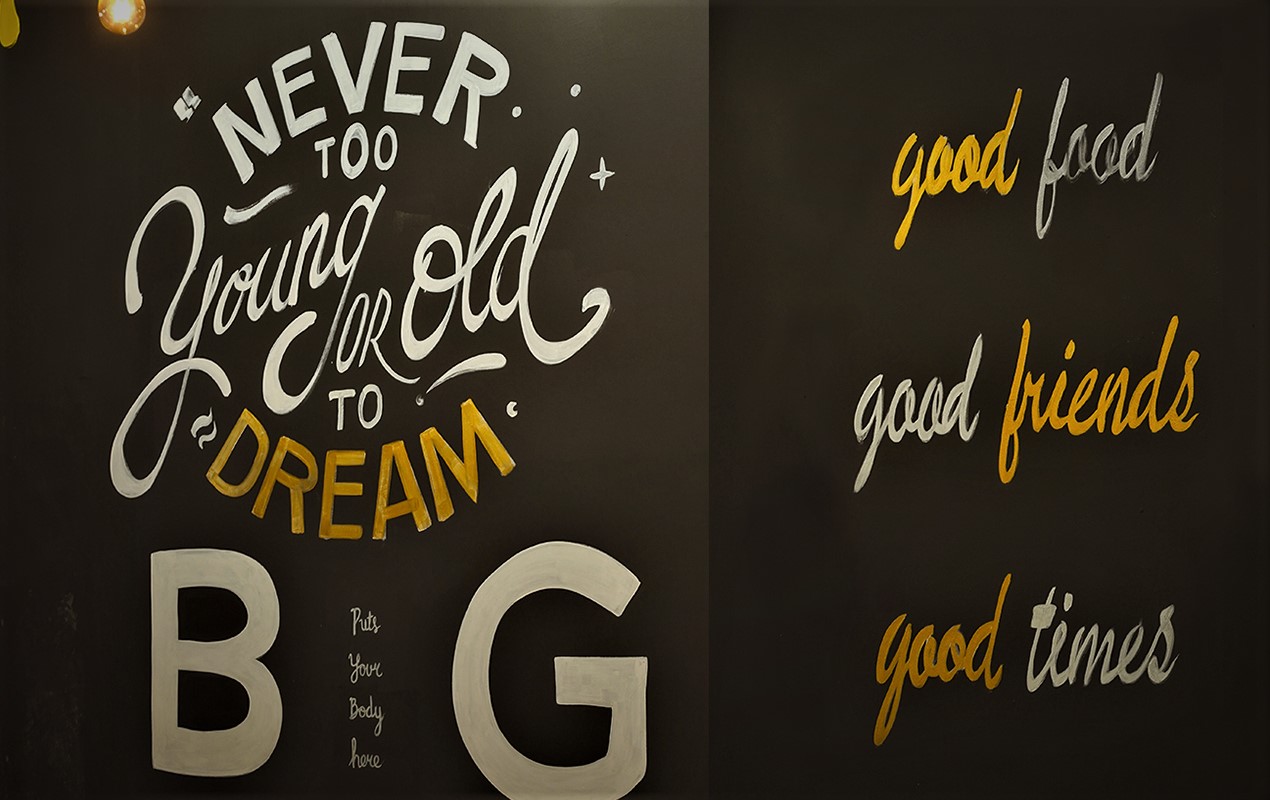 "NEVER
TOO
Young OR Old
TO
DREAM
B G
Puts
Your
Body
here
good food
good friends
good times